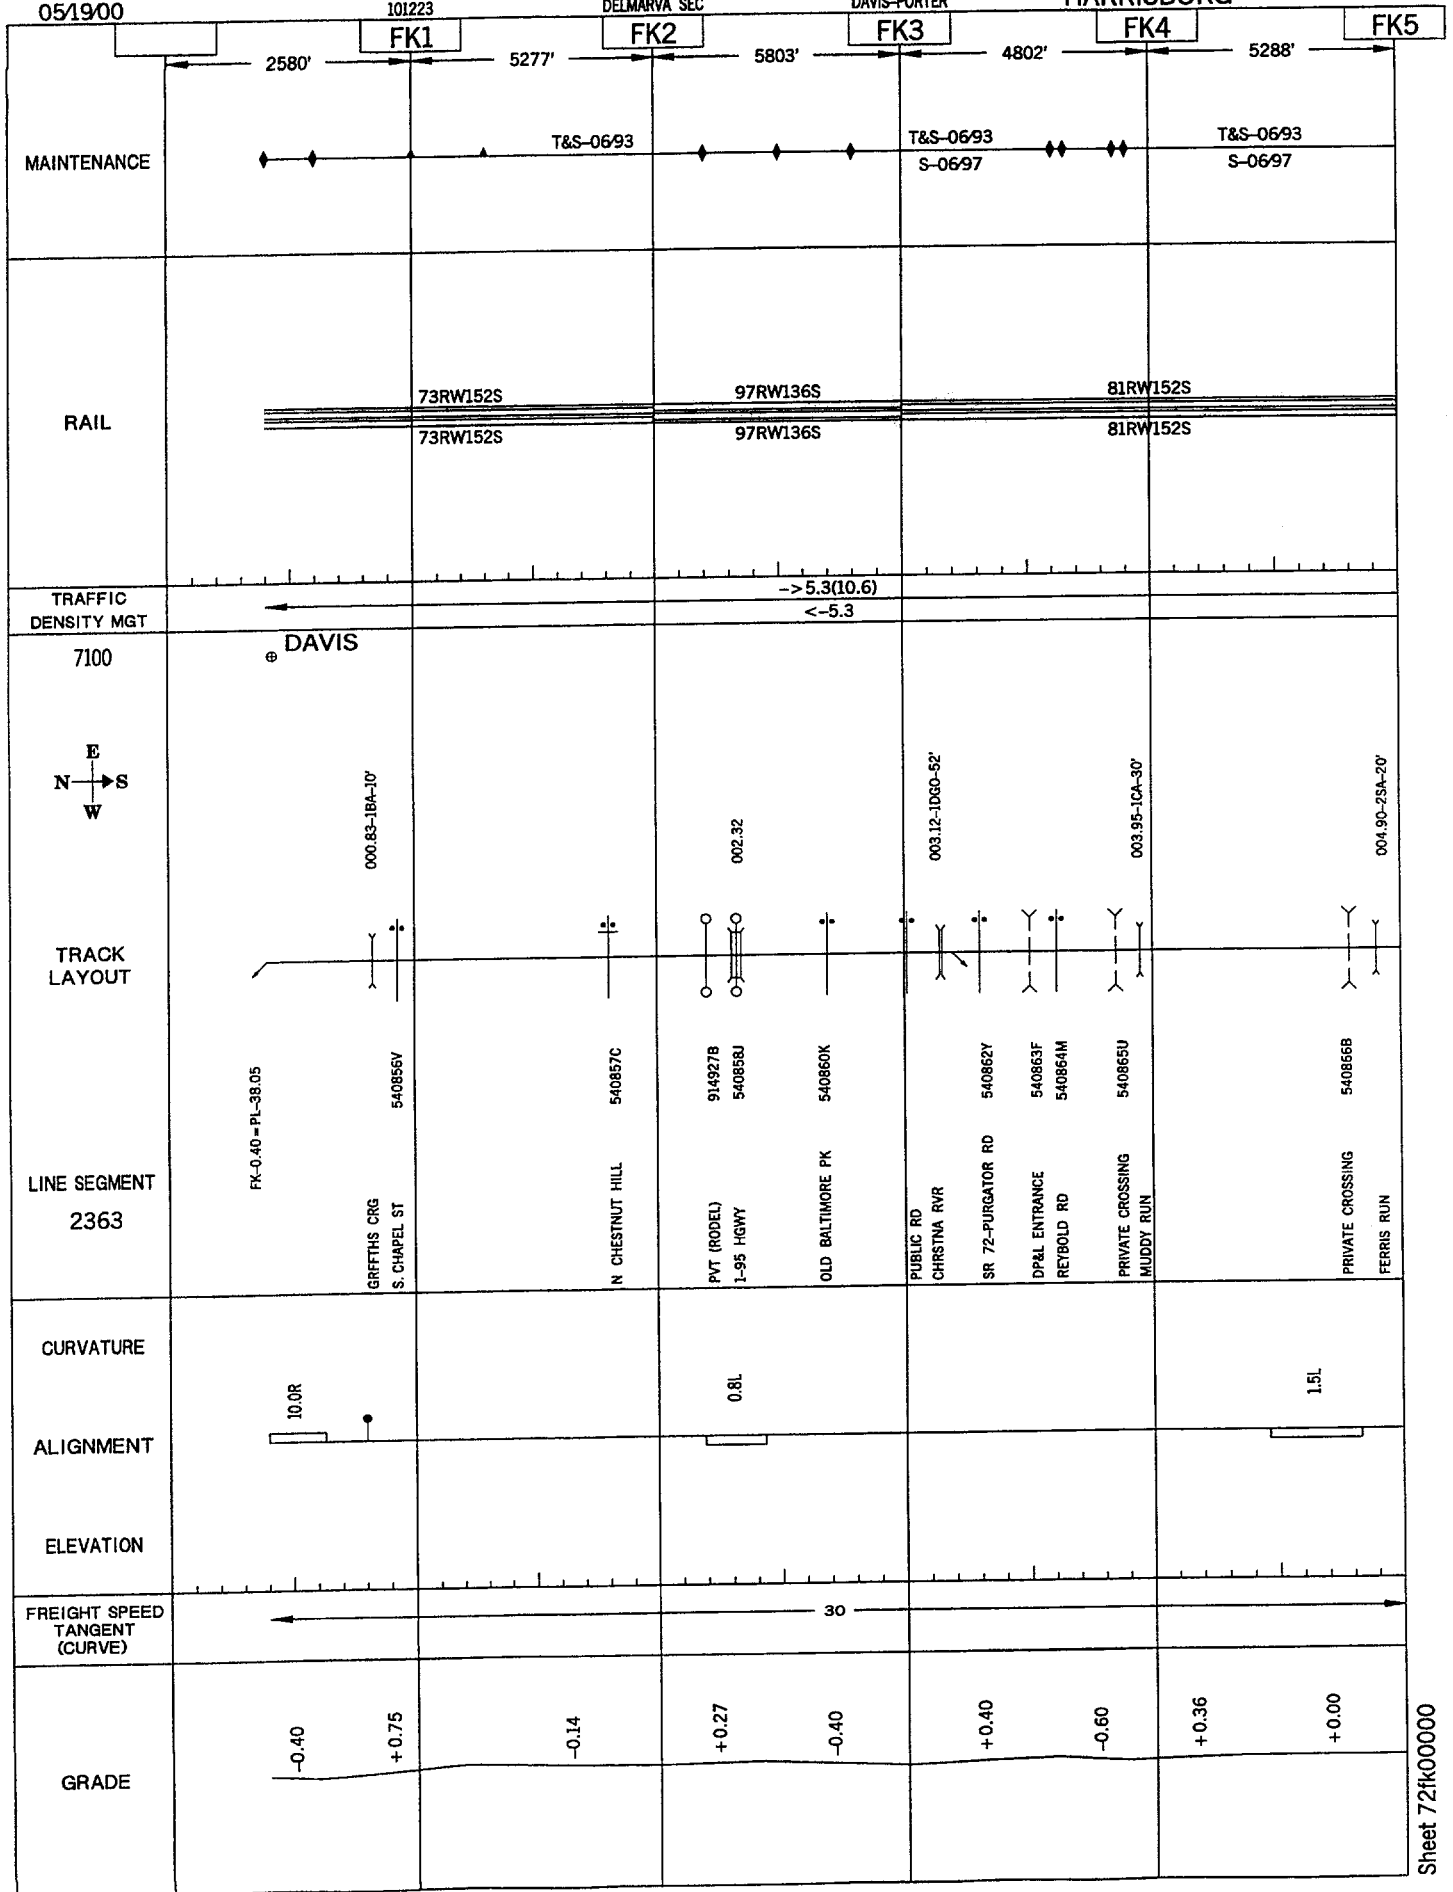 05/19/00
101223
DELMARVA SEC
DAVIS-PORTER
HARRISBURG
FK1
FK2
FK3
FK4
FK5
2580'
5277'
5803'
4802'
5288'
MAINTENANCE
T&S-06/93
T&S-06/93
S-06/97
T&S-06/93
S-06/97
RAIL
73RW152S
97RW136S
81RW152S
73RW152S
97RW136S
81RW152S
TRAFFIC
DENSITY MGT
->5.3(10.6)
<-5.3
7100
DAVIS
E
N S
W
000.83-1BA-10'
002.32
003.12-1DGO-52'
003.95-1CA-30'
004.90-2SA-20'
TRACK
LAYOUT
FK-0.40=PL-38.05
540856V
540857C
914927B
540858J
540860K
540862Y
540863F
540864M
540865U
540866B
LINE SEGMENT
2363
GRFFTHS CRG
S. CHAPEL ST
N CHESTNUT HILL
PVT (RODEL)
1-95 HGWY
OLD BALTIMORE PK
PUBLIC RD
CHRSTNA RVR
SR 72-PURGATOR RD
DP&L ENTRANCE
REYBOLD RD
PRIVATE CROSSING
MUDDY RUN
PRIVATE CROSSING
FERRIS RUN
CURVATURE
10.0R
0.8L
1.5L
ALIGNMENT
ELEVATION
FREIGHT SPEED
TANGENT
(CURVE)
30
GRADE
-0.40
+0.75
-0.14
+0.27
-0.40
+0.40
-0.60
+0.36
+0.00
Sheet 72fk00000